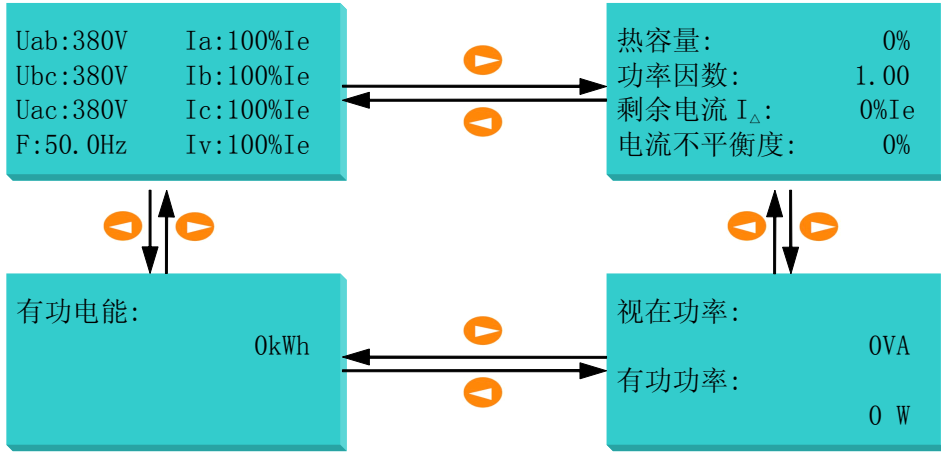 Uab:380V Ia:100%Ie
Ubc:380V Ib:100%Ie
Uac:380V Ic:100%Ie
F:50.0Hz Iv:100%Ie
热容量: 0%
功率因数: 1.00
剩余电流 I△: 0%Ie
电流不平衡度: 0%
有功电能:
0kWh
视在功率:
0VA
有功功率:
0 W